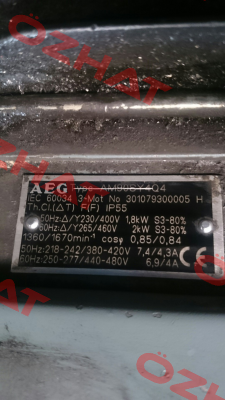 OZHAT
AEG Type AM90SY4Q4
IEC 60034 3-Mot No 301079300005 H
Th.Cl.(ΔT) F(F) IP55
50Hz:Δ/Y230/400V 1,8kW S3-80%
60Hz:Δ/Y265/460V 2kW S3-80%
1360/1670min⁻¹ cosφ 0,85/0,84
50Hz:218-242/380-420V 7,4/4,3A
60Hz:250-277/440-480V 6,9/4A
CE
OZHAT